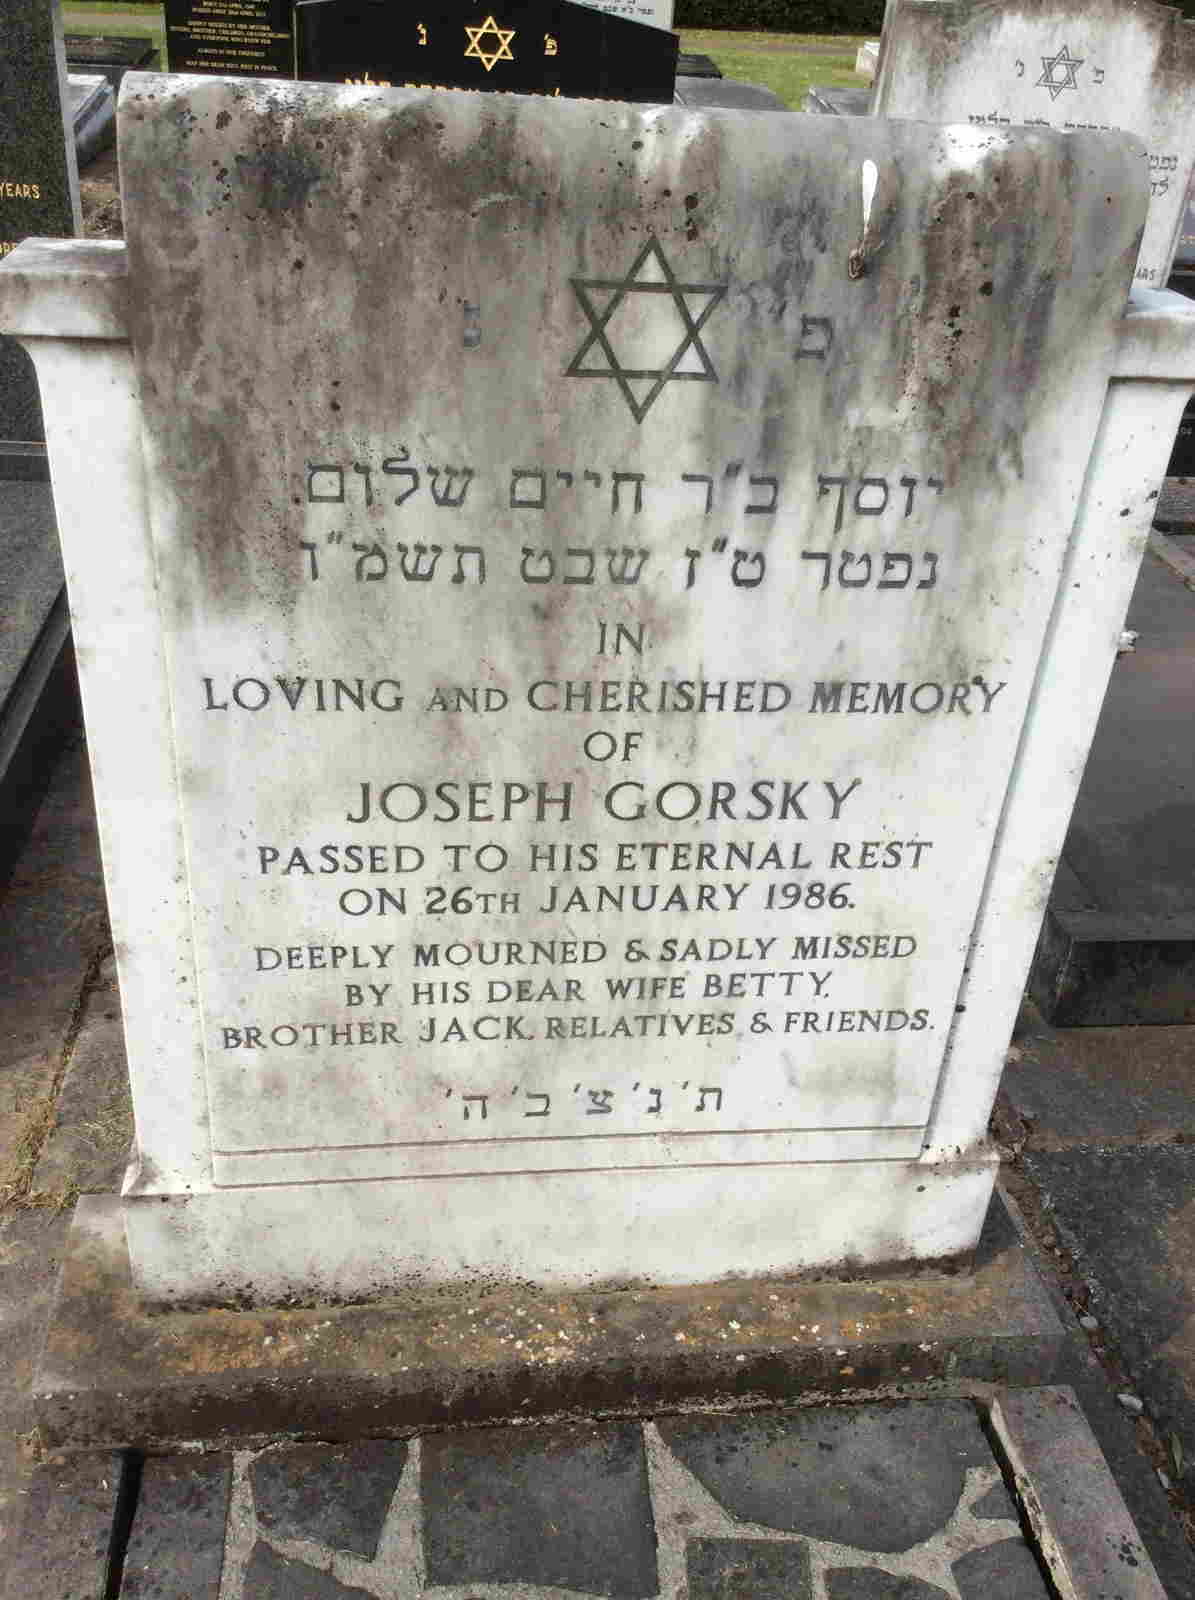 YEARS
פ' נ'
פ' נ'
פ' נ'
יוסף ב"ר חיים שלום
נפטר ט"ז שבט תשמ"ו
IN
LOVING AND CHERISHED MEMORY
OF
JOSEPH GORSKY
PASSED TO HIS ETERNAL REST
ON 26TH JANUARY 1986.
DEEPLY MOURNED & SADLY MISSED
BY HIS DEAR WIFE BETTY,
BROTHER JACK, RELATIVES & FRIENDS.
ת' נ' צ' ב' ה'